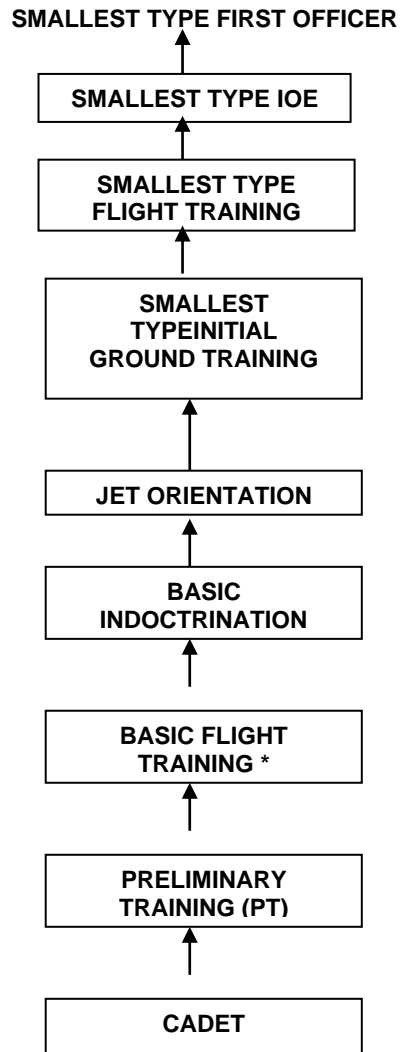 SMALLEST TYPE FIRST OFFICER
SMALLEST TYPE IOE
SMALLEST TYPE
FLIGHT TRAINING
SMALLEST
TYPEINITIAL
GROUND TRAINING
JET ORIENTATION
BASIC
INDOCTRINATION
BASIC FLIGHT
TRAINING *
PRELIMINARY
TRAINING (PT)
CADET